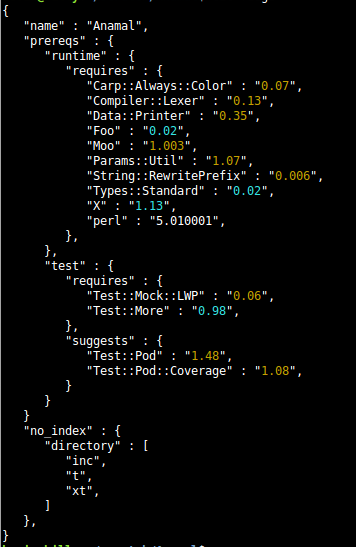 {
   "name" : "Anamal",
   "prereqs" : {
      "runtime" : {
         "requires" : {
            "Carp::Always::Color" : "0.07",
            "Compiler::Lexer" : "0.13",
            "Data::Printer" : "0.35",
            "Foo" : "0.02",
            "Moo" : "1.003",
            "Params::Util" : "1.07",
            "String::RewritePrefix" : "0.006",
            "Types::Standard" : "0.02",
            "X" : "1.13",
            "perl" : "5.010001",
         },
      },
      "test" : {
         "requires" : {
            "Test::Mock::LWP" : "0.06",
            "Test::More" : "0.98",
         },
         "suggests" : {
            "Test::Pod" : "1.48",
            "Test::Pod::Coverage" : "1.08",
         }
      }
   }
   "no_index" : {
      "directory" : [
         "inc",
         "t",
         "xt",
      ]
   },
}